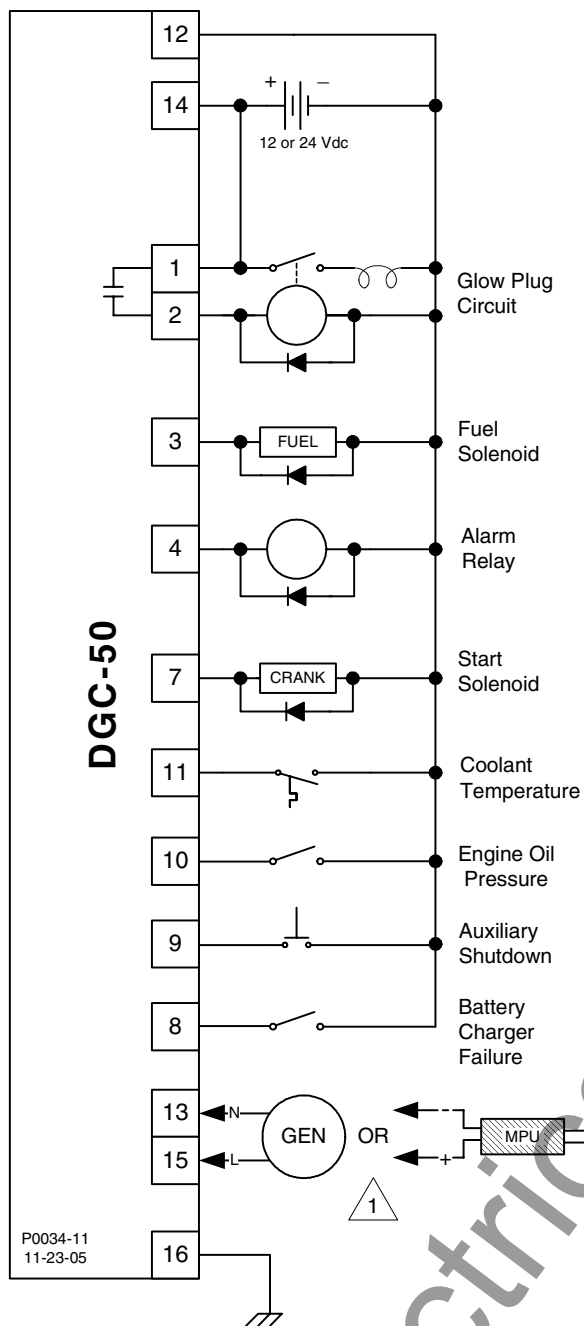 12
14
+ –
12 or 24 Vdc
1
2
Glow Plug
Circuit
3
FUEL
Fuel
Solenoid
4
Alarm
Relay
DGC-50
7
CRANK
Start
Solenoid
11
Coolant
Temperature
10
Engine Oil
Pressure
9
Auxiliary
Shutdown
8
Battery
Charger
Failure
13
N
GEN
OR
–
MPU
15
L
+
1
P0034-11
11-23-05
16